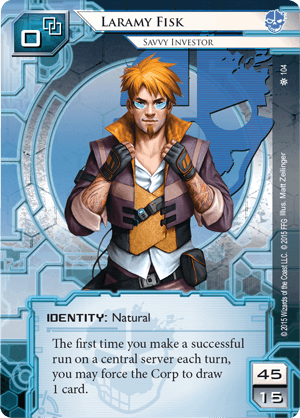 LARAMY FISK
SAVVY INVESTOR
0
104
© 2015 Wizards of the Coast LLC. © 2015 FFG Illus. Matt Zeilinger
IDENTITY: Natural
The first time you make a successful
run on a central server each turn,
you may force the Corp to draw
1 card.
45
15